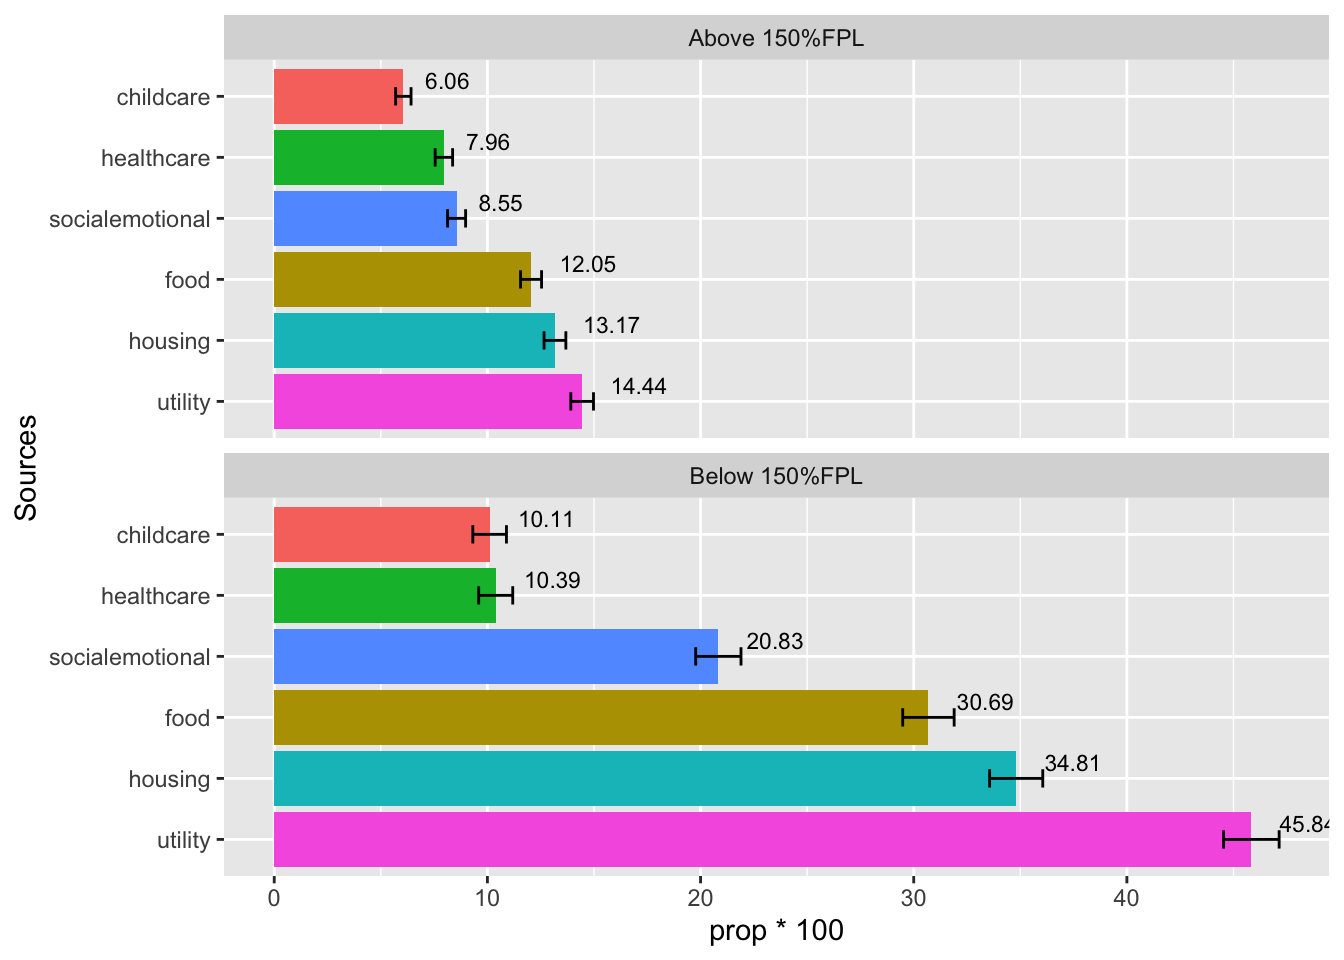 Above 150%FPL
childcare 6.06
healthcare 7.96
socialemotional 8.55
food 12.05
housing 13.17
utility 14.44
Sources
Below 150%FPL
childcare 10.11
healthcare 10.39
socialemotional 20.83
food 30.69
housing 34.81
utility 45.84
0 10 20 30 40
prop * 100